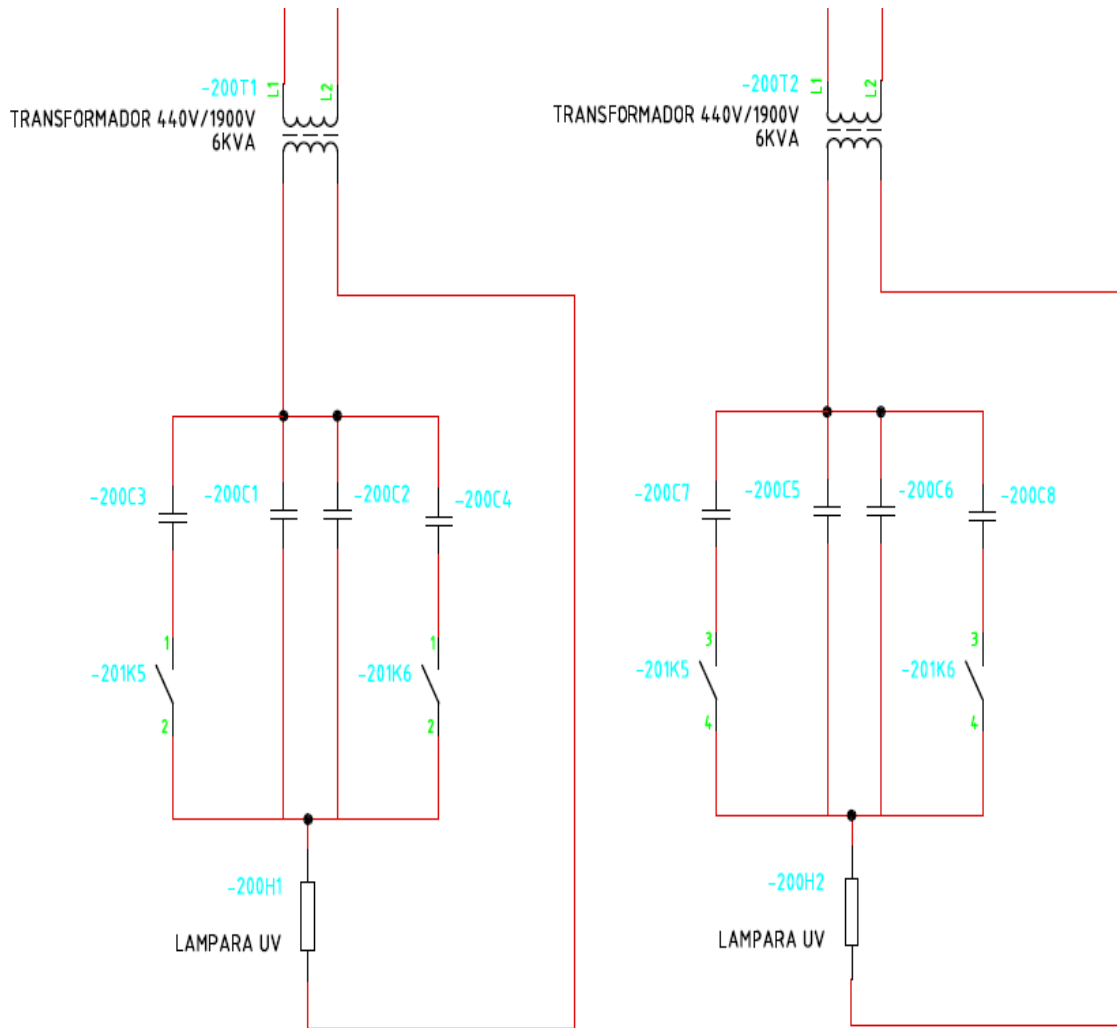 -200T1
L1
L2
TRANSFORMADOR 440V/1900V
6KVA
-200C3
-200C1
-200C2
-200C4
1
-201K5
2
1
-201K6
2
-200H1
LAMPARA UV
-200T2
L1
L2
TRANSFORMADOR 440V/1900V
6KVA
-200C7
-200C5
-200C6
-200C8
3
-201K5
4
3
-201K6
4
-200H2
LAMPARA UV